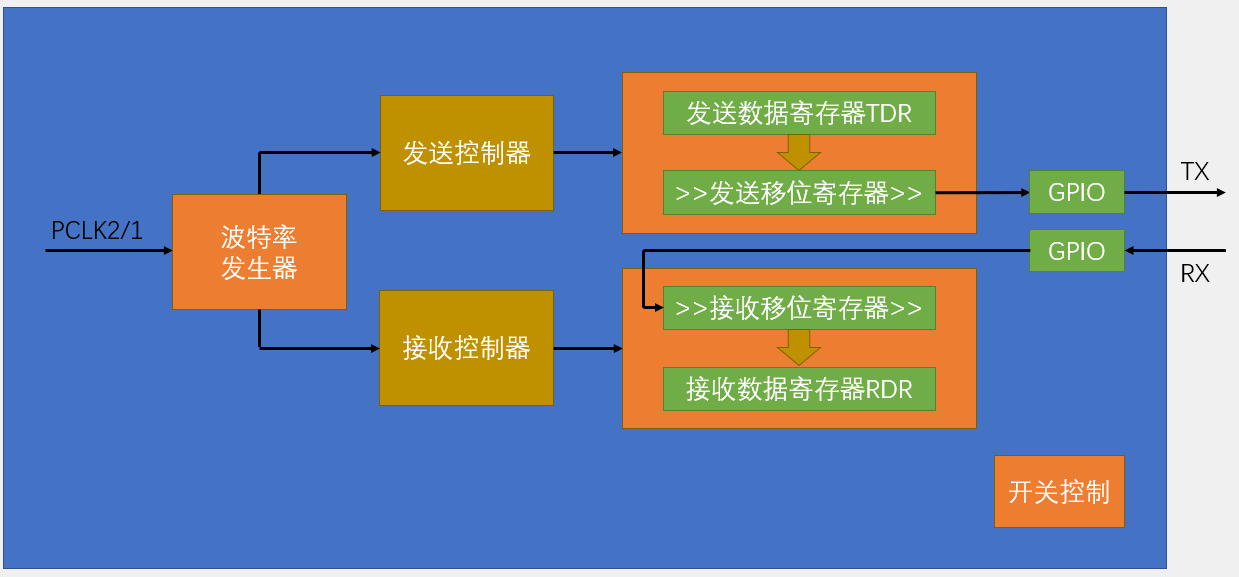 发送数据寄存器TDR
发送控制器
>>发送移位寄存器>>
GPIO
TX
PCLK2/1
波特率
发生器
GPIO
RX
>>接收移位寄存器>>
接收控制器
接收数据寄存器RDR
开关控制